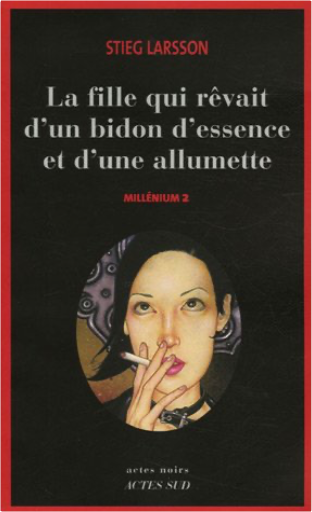 STIEG LARSSON
La fille qui rêvait
d'un bidon d'essence
et d'une allumette
MILLÉNIUM 2
actes noirs
ACTES SUD